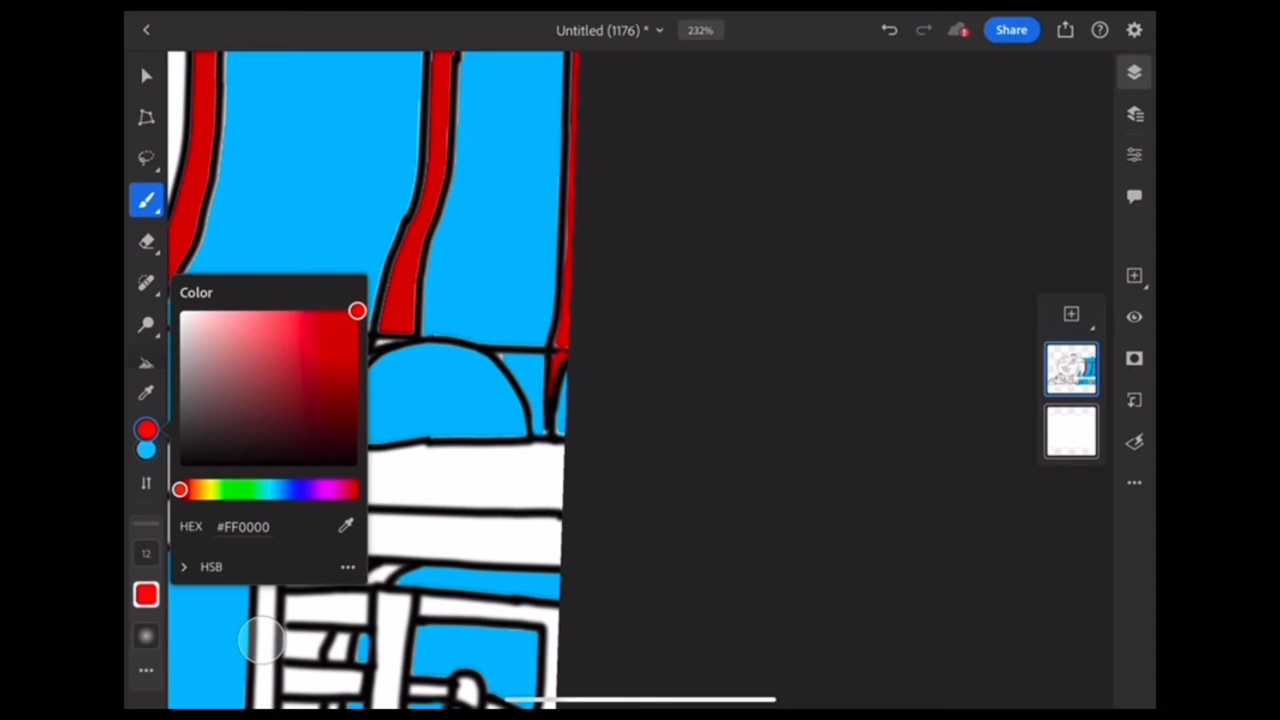 Untitled (1176) *
232%
Share
Color
HEX #FF0000
HSB
12